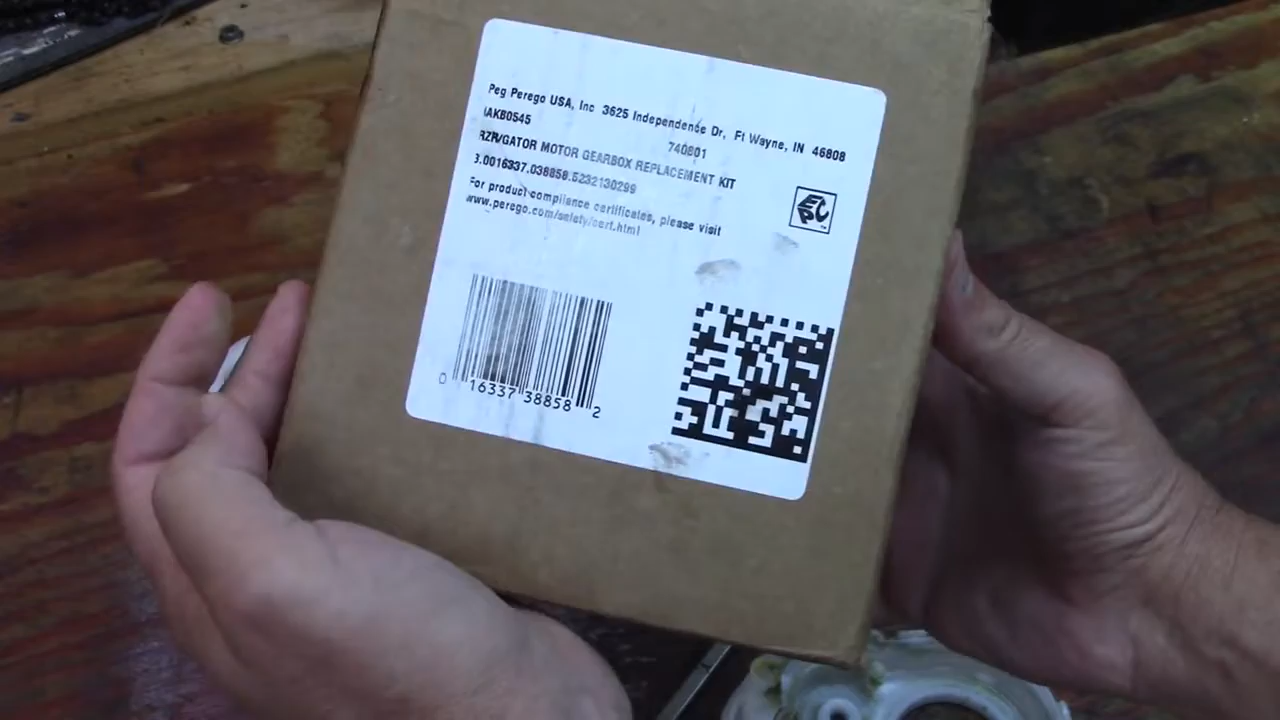 Peg Perego USA, Inc 3625 Independence Dr, Ft Wayne, IN 46808
IAKB0545
740801
RZR/GATOR MOTOR GEARBOX REPLACEMENT KIT
3.0016337.038858.5232130299
For product compliance certificates, please visit
www.perego.com/safety/cert.html
EPC
0 16337 38858 2